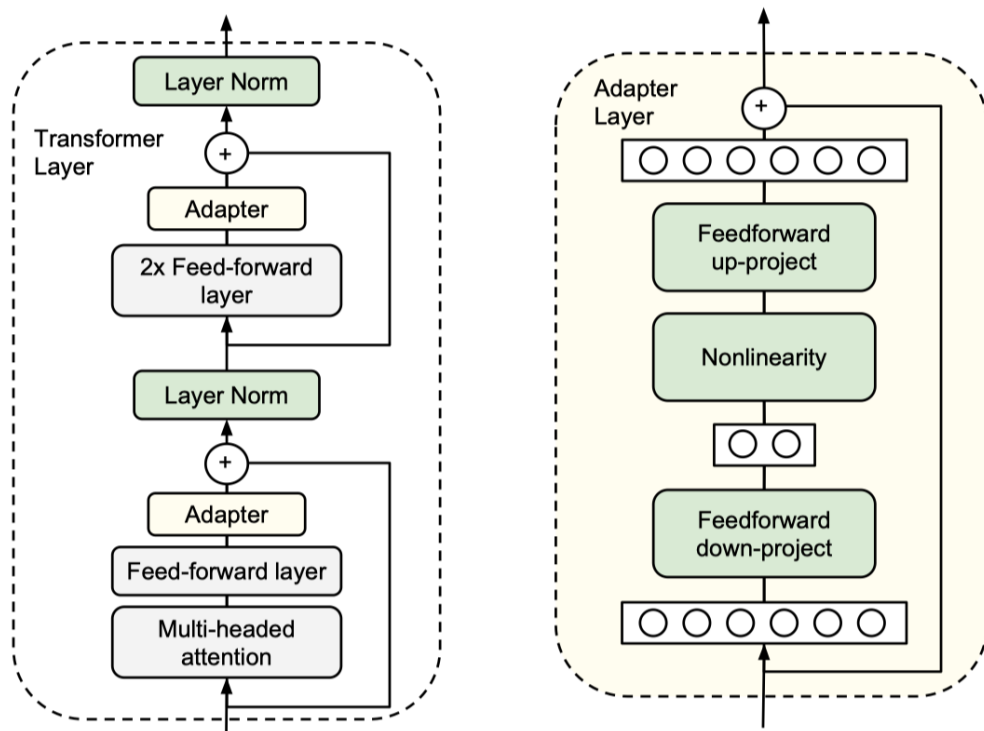 Layer Norm
Transformer
Layer
+
Adapter
2x Feed-forward
layer
Layer Norm
+
Adapter
Feed-forward layer
Multi-headed
attention
Adapter
Layer
+
Feedforward
up-project
Nonlinearity
Feedforward
down-project